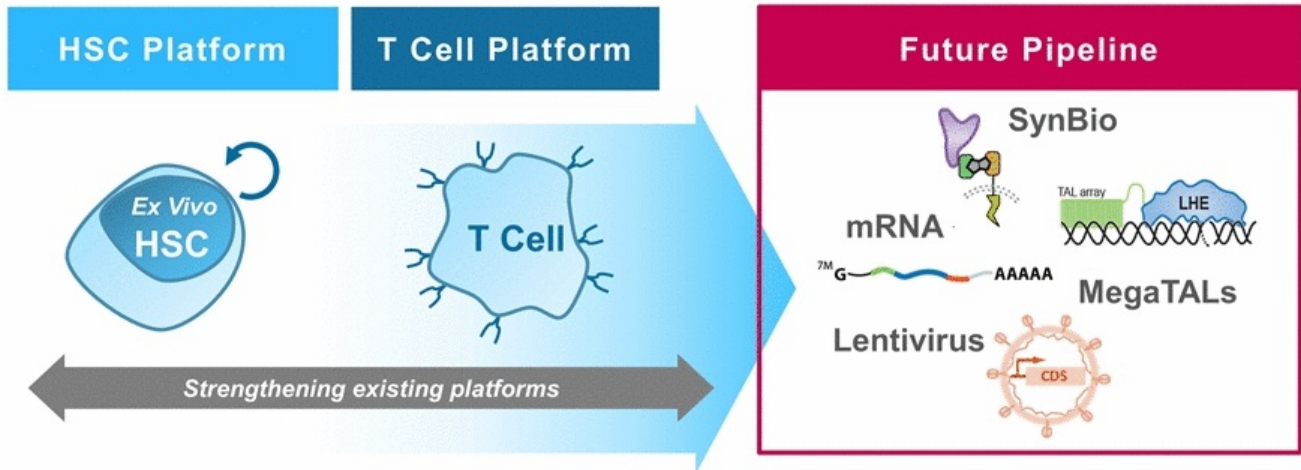 HSC Platform
T Cell Platform
Future Pipeline
Ex Vivo
HSC
T Cell
Strengthening existing platforms
SynBio
TAL array
LHE
mRNA
7MG
AAAAA
MegaTALs
Lentivirus
CDS